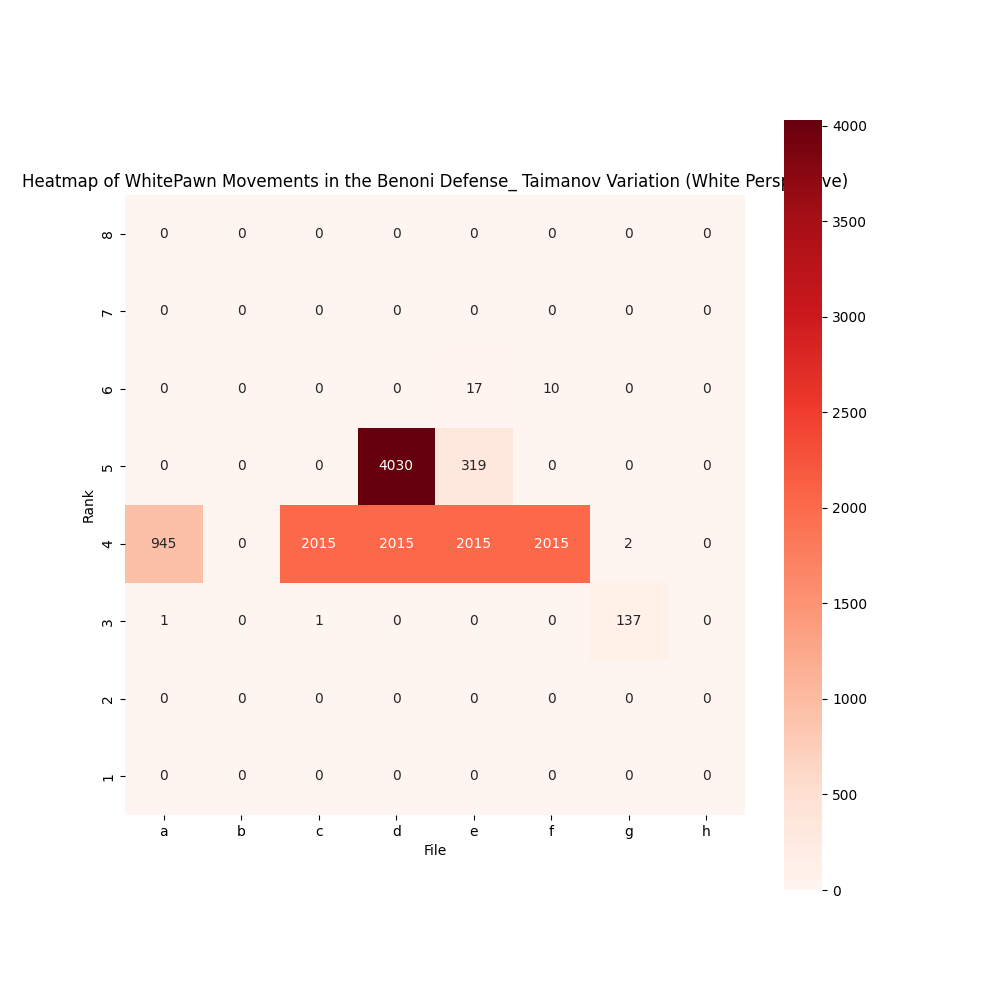 Heatmap of WhitePawn Movements in the Benoni Defense_ Taimanov Variation (White Persp ve)
4000
3500
3000
2500
2000
1500
1000
500
0
8 0 0 0 0 0 0 0 0
7 0 0 0 0 0 0 0 0
6 0 0 0 0 17 10 0 0
5 0 0 0 4030 319 0 0 0
Rank
4 945 0 2015 2015 2015 2015 2 0
3 1 0 1 0 0 0 137 0
2 0 0 0 0 0 0 0 0
1 0 0 0 0 0 0 0 0
a b c d e f g h
File